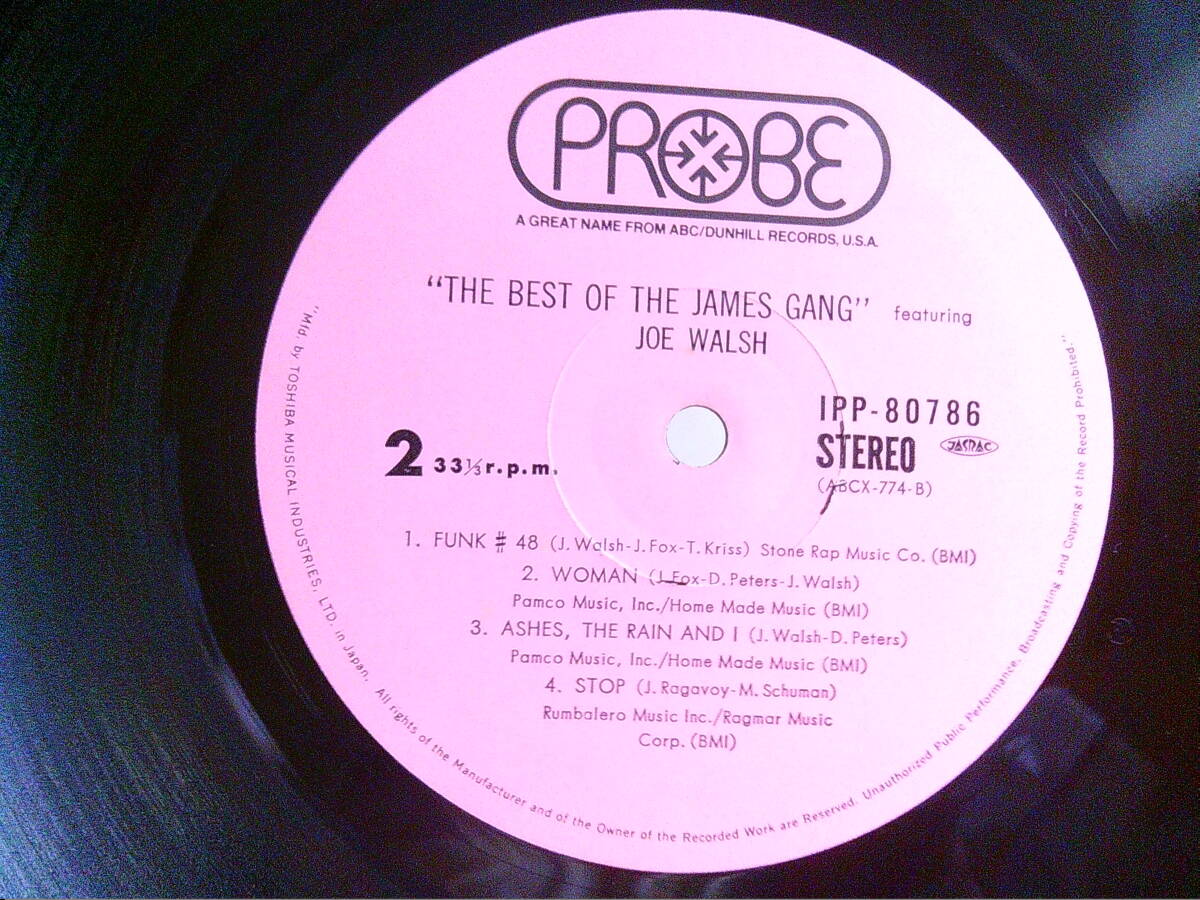 PROBE
A GREAT NAME FROM ABC/DUNHILL RECORDS, U.S.A.
"THE BEST OF THE JAMES GANG" featuring
JOE WALSH
IPP-80786
2 33⅓ r.p.m.
STEREO JASRAC
(ABCX-774-B)
1. FUNK # 48 (J. Walsh-J. Fox-T. Kriss) Stone Rap Music Co. (BMI)
2. WOMAN (J. Fox-D. Peters-J. Walsh)
Pamco Music, Inc./Home Made Music (BMI)
3. ASHES, THE RAIN AND I (J. Walsh-D. Peters)
Pamco Music, Inc./Home Made Music (BMI)
4. STOP (J. Ragavoy-M. Schuman)
Rumbalero Music Inc./Ragmar Music
Corp. (BMI)
"Mfd. by TOSHIBA MUSICAL INDUSTRIES, LTD. in Japan. All rights of the Manufacturer and of the Owner of the Recorded Work are Reserved. Unauthorized Public Performance, Broadcasting and Copying of the Record Prohibited."